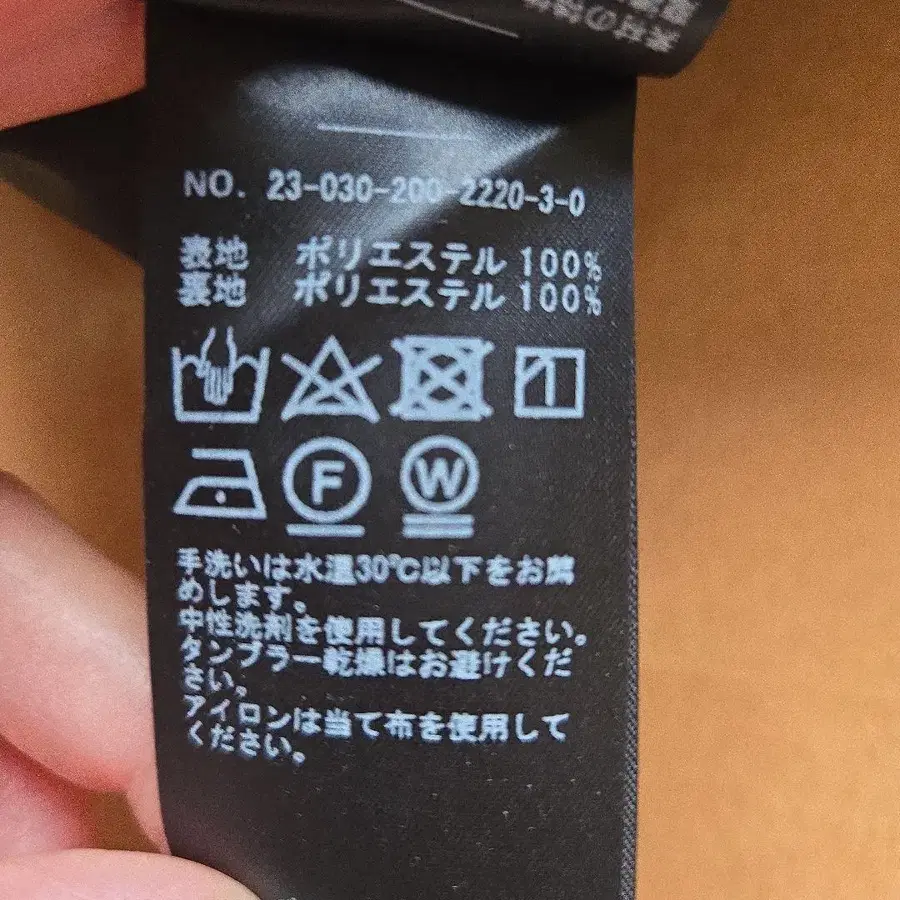 NO. 23-030-200-2220-3-0
表地 ポリエステル 100%
裏地 ポリエステル 100%
F W
手洗いは水温30℃以下をお薦
めします。
中性洗剤を使用してください。
タンブラー乾燥はお避けくだ
さい。
アイロンは当て布を使用して
ください。